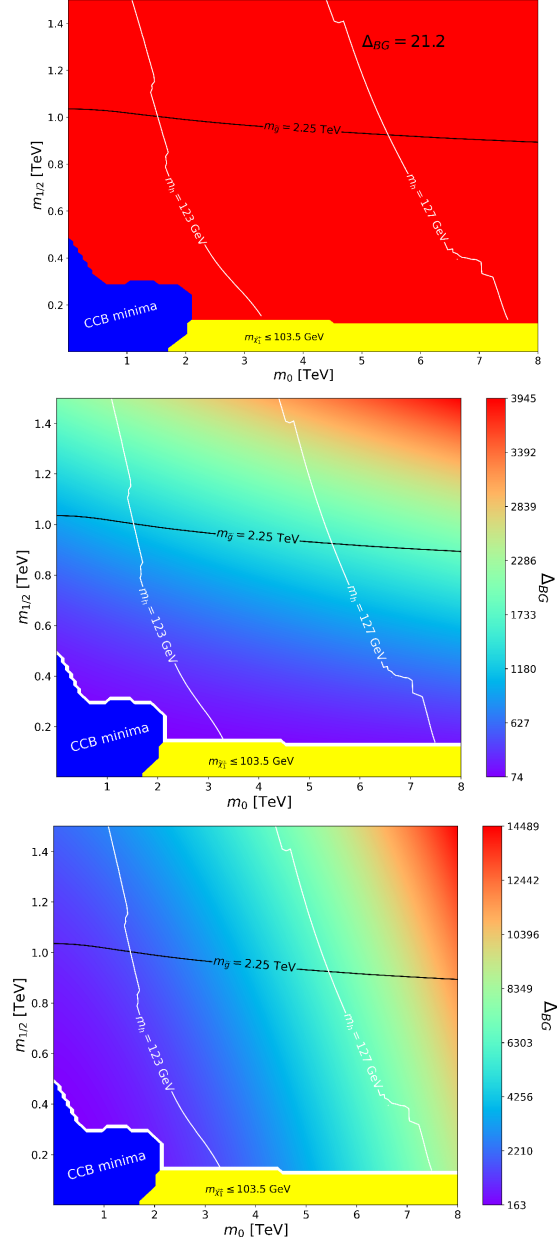 1.4
Δ_BG = 21.2
1.2
1.0
m_g̃ = 2.25 TeV
0.8
m_1/2 [TeV]
0.6
m_h = 123 GeV
m_h = 127 GeV
0.4
CCB minima
0.2
m_χ̃₁± ≤ 103.5 GeV
1 2 3 4 5 6 7 8
m_0 [TeV]
1.4
1.2
1.0
m_g̃ = 2.25 TeV
0.8
m_1/2 [TeV]
0.6
m_h = 123 GeV
m_h = 127 GeV
0.4
CCB minima
0.2
m_χ̃₁± ≤ 103.5 GeV
1 2 3 4 5 6 7 8
m_0 [TeV]
3945
3392
2839
2286
1733
1180
627
74
Δ_BG
1.4
1.2
1.0
m_g̃ = 2.25 TeV
0.8
m_1/2 [TeV]
0.6
m_h = 123 GeV
m_h = 127 GeV
0.4
CCB minima
0.2
m_χ̃₁± ≤ 103.5 GeV
1 2 3 4 5 6 7 8
m_0 [TeV]
14489
12442
10396
8349
6303
4256
2210
163
Δ_BG